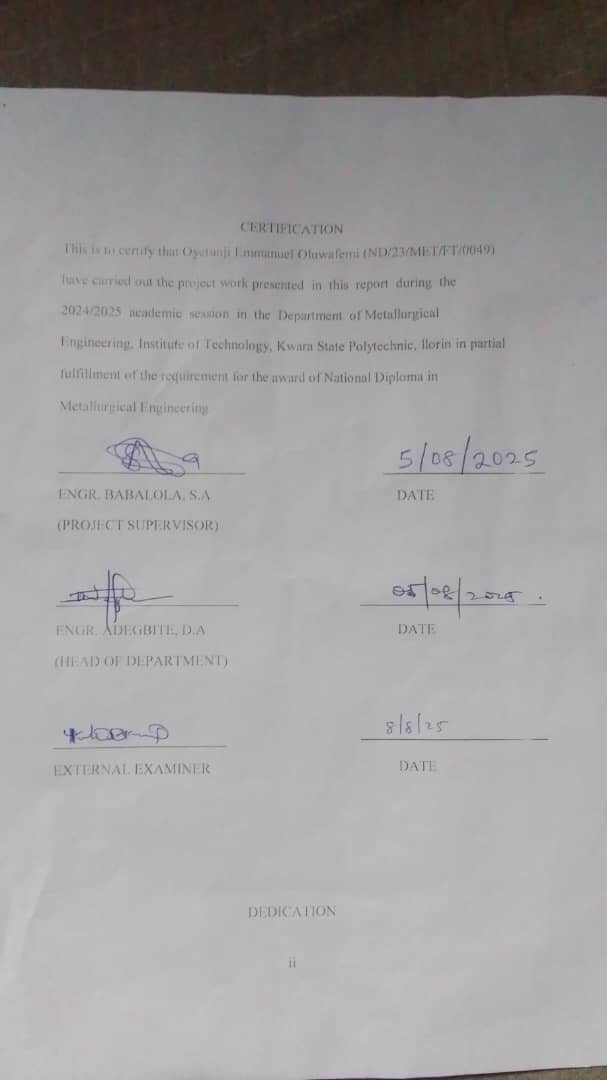 CERTIFICATION
This is to certify that Oyetunji Emmanuel Oluwafemi (ND/23/MET/FT/0049)
have carried out the project work presented in this report during the
2024/2025 academic session in the Department of Metallurgical
Engineering, Institute of Technology, Kwara State Polytechnic, Ilorin in partial
fulfillment of the requirement for the award of National Diploma in
Metallurgical Engineering
5/08/2025
ENGR. BABALOLA, S.A
DATE
(PROJECT SUPERVISOR)
05/08/2025.
ENGR. ADEGBITE, D.A
DATE
(HEAD OF DEPARTMENT)
8/8/25
EXTERNAL EXAMINER
DATE
DEDICATION
ii